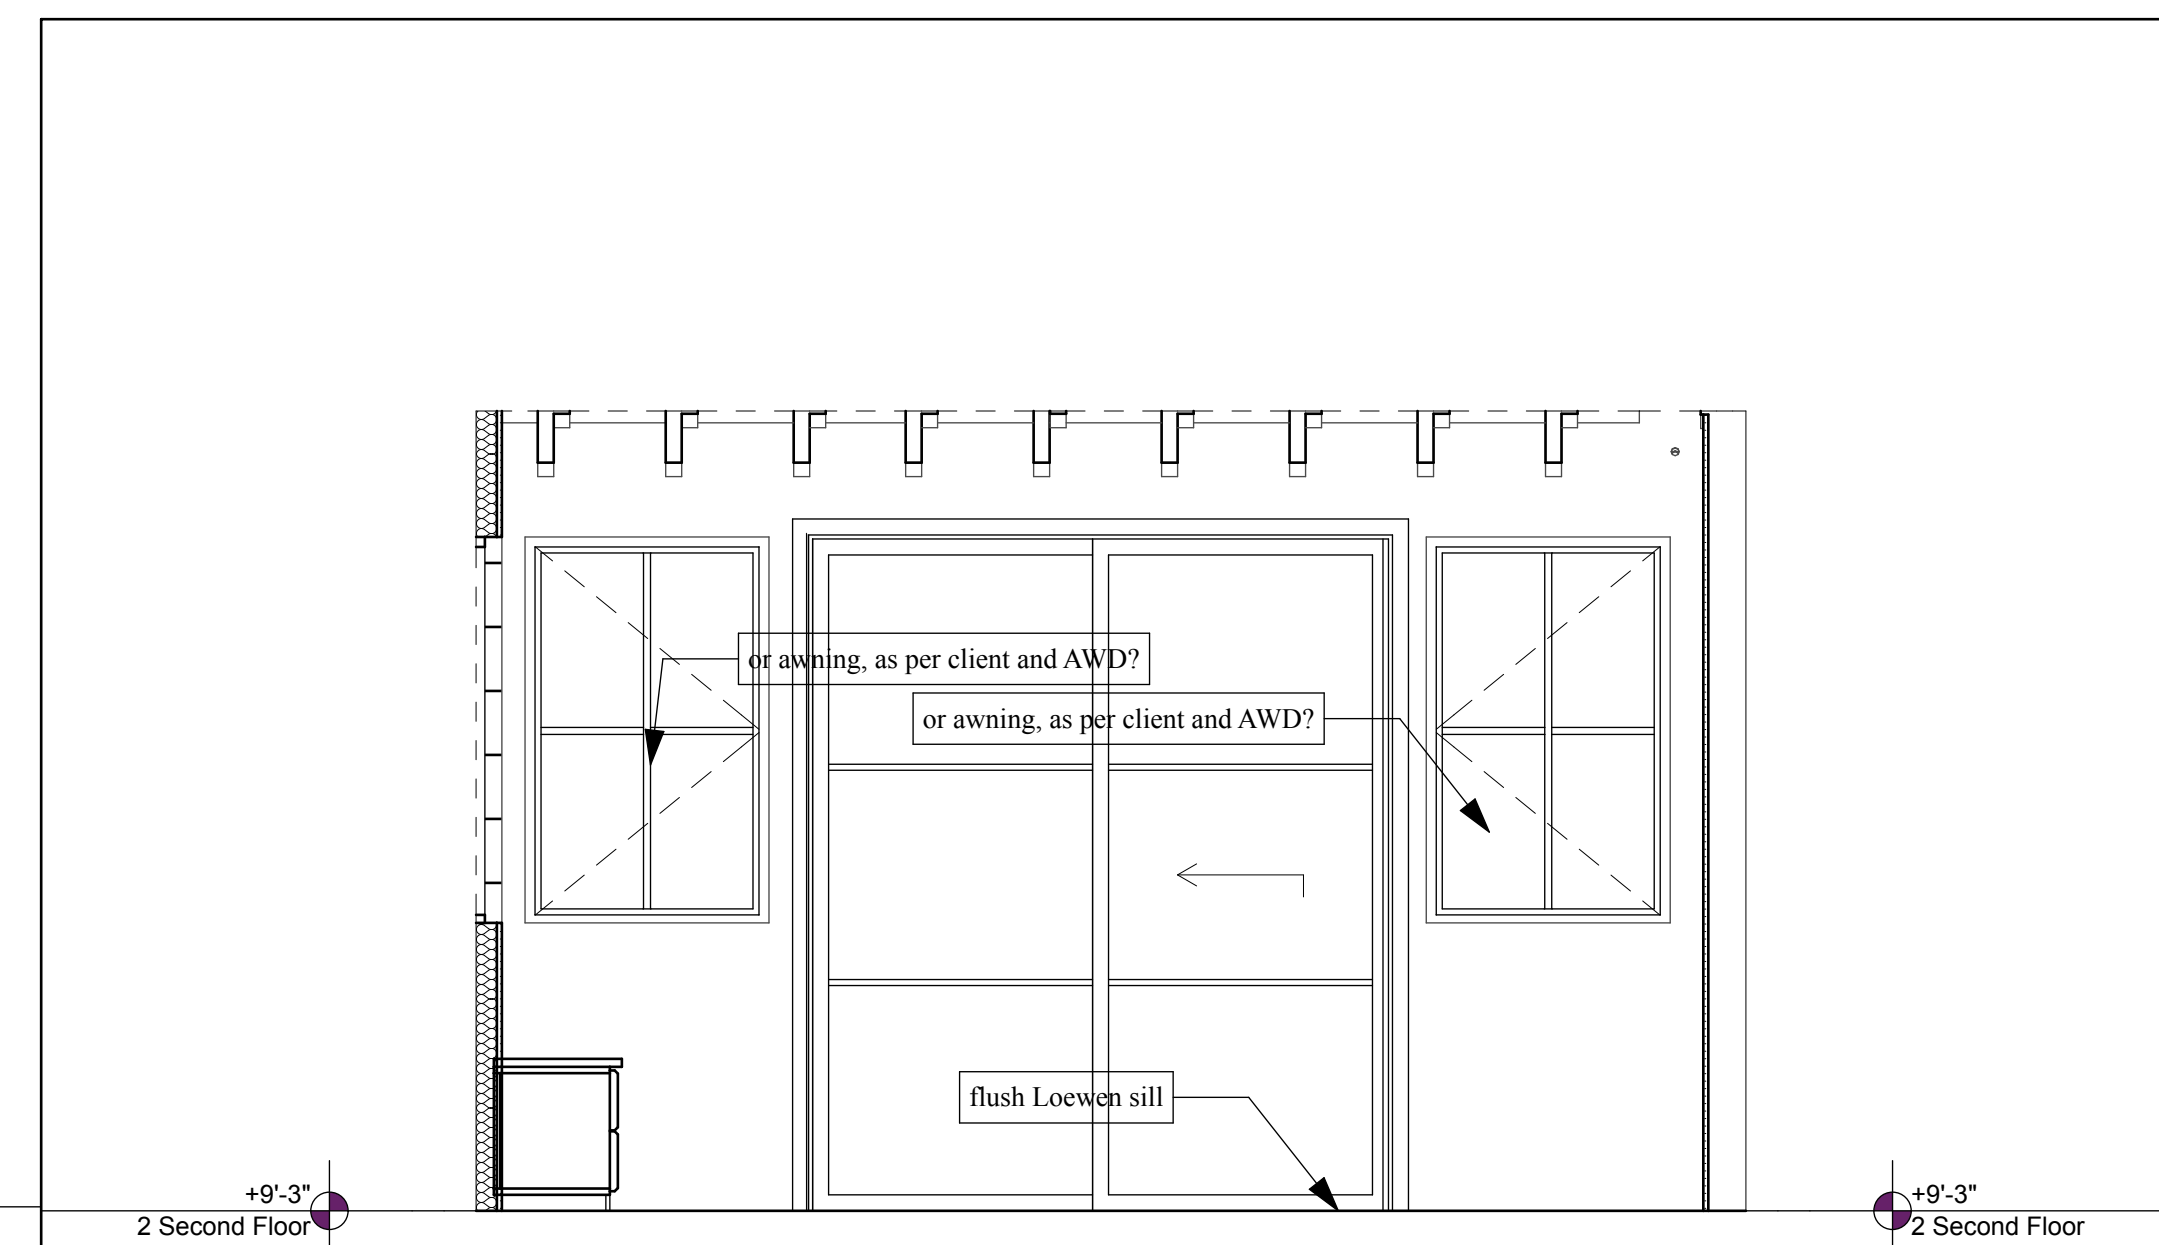 or awning, as per client and AWD?
or awning, as per client and AWD?
flush Loewen sill
+9'-3"
2 Second Floor
+9'-3"
2 Second Floor